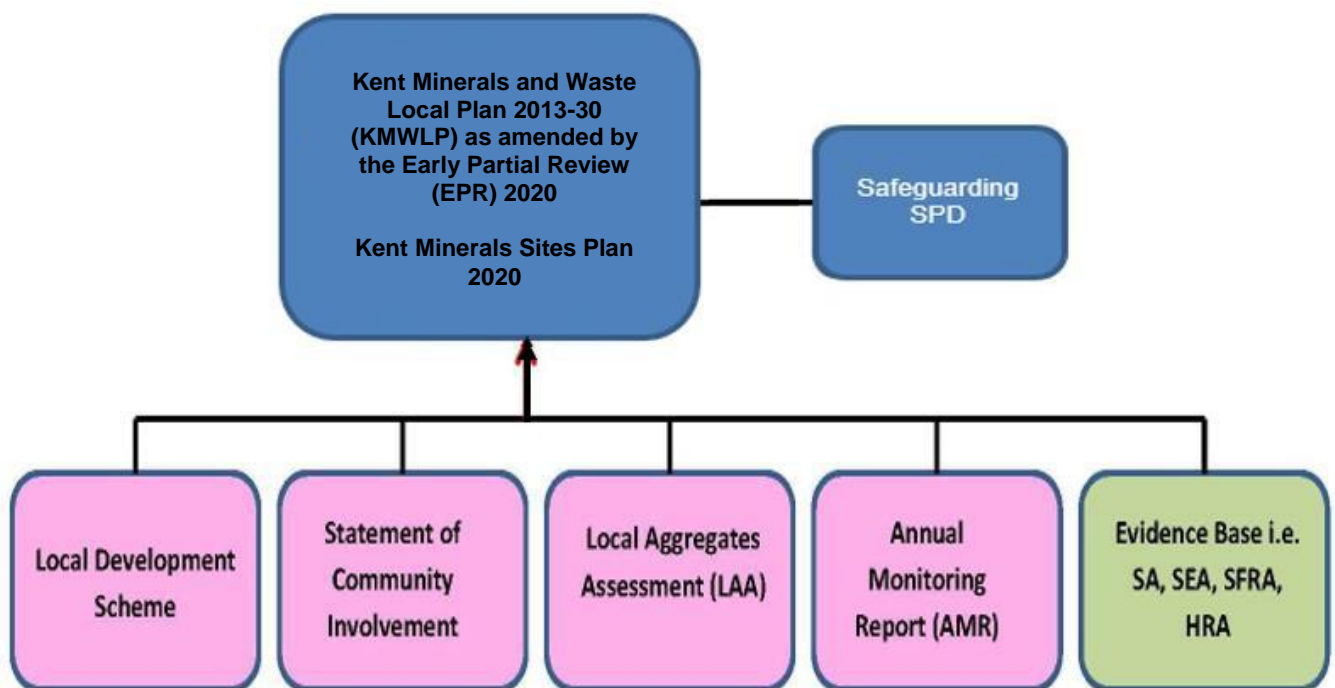 Kent Minerals and Waste
Local Plan 2013-30
(KMWLP) as amended by
the Early Partial Review
(EPR) 2020
Kent Minerals Sites Plan
2020
Safeguarding
SPD
Local Development
Scheme
Statement of
Community
Involvement
Local Aggregates
Assessment (LAA)
Annual
Monitoring
Report (AMR)
Evidence Base i.e.
SA, SEA, SFRA,
HRA